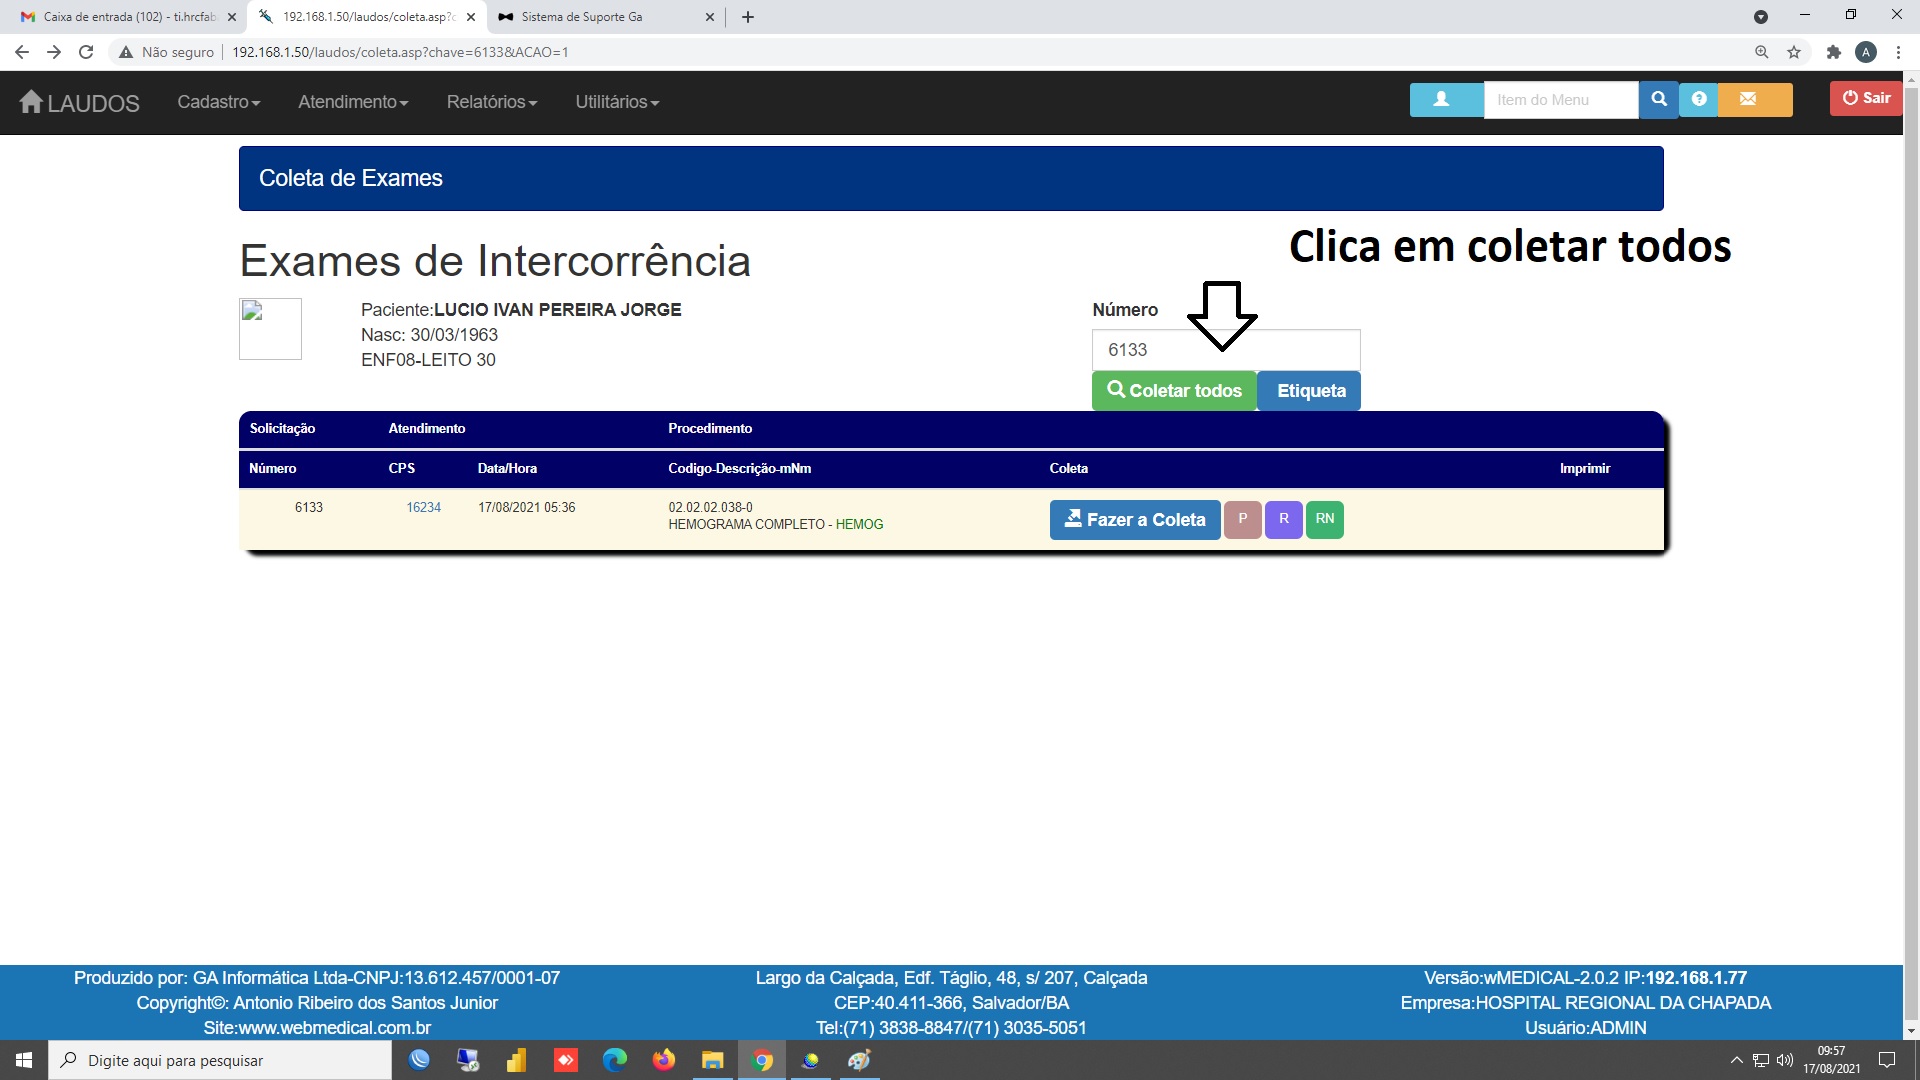 Caixa de entrada (102) - ti.hrcfab
192.168.1.50/laudos/coleta.asp?c
Sistema de Suporte Ga
Não seguro
192.168.1.50/laudos/coleta.asp?chave=6133&ACAO=1
A
LAUDOS
Cadastro
Atendimento
Relatórios
Utilitários
Item do Menu
Sair
Coleta de Exames
Clica em coletar todos
Exames de Intercorrência
Paciente:LUCIO IVAN PEREIRA JORGE
Nasc: 30/03/1963
ENF08-LEITO 30
Número
6133
Coletar todos
Etiqueta
Solicitação Atendimento Procedimento
Número CPS Data/Hora Codigo-Descrição-mNm Coleta Imprimir
6133 16234 17/08/2021 05:36 02.02.02.038-0
HEMOGRAMA COMPLETO - HEMOG
Fazer a Coleta P R RN
Produzido por: GA Informática Ltda-CNPJ:13.612.457/0001-07
Copyright©: Antonio Ribeiro dos Santos Junior
Site:www.webmedical.com.br
Largo da Calçada, Edf. Táglio, 48, s/ 207, Calçada
CEP:40.411-366, Salvador/BA
Tel:(71) 3838-8847/(71) 3035-5051
Versão:wMEDICAL-2.0.2 IP:192.168.1.77
Empresa:HOSPITAL REGIONAL DA CHAPADA
Usuário:ADMIN
Digite aqui para pesquisar
09:57
17/08/2021